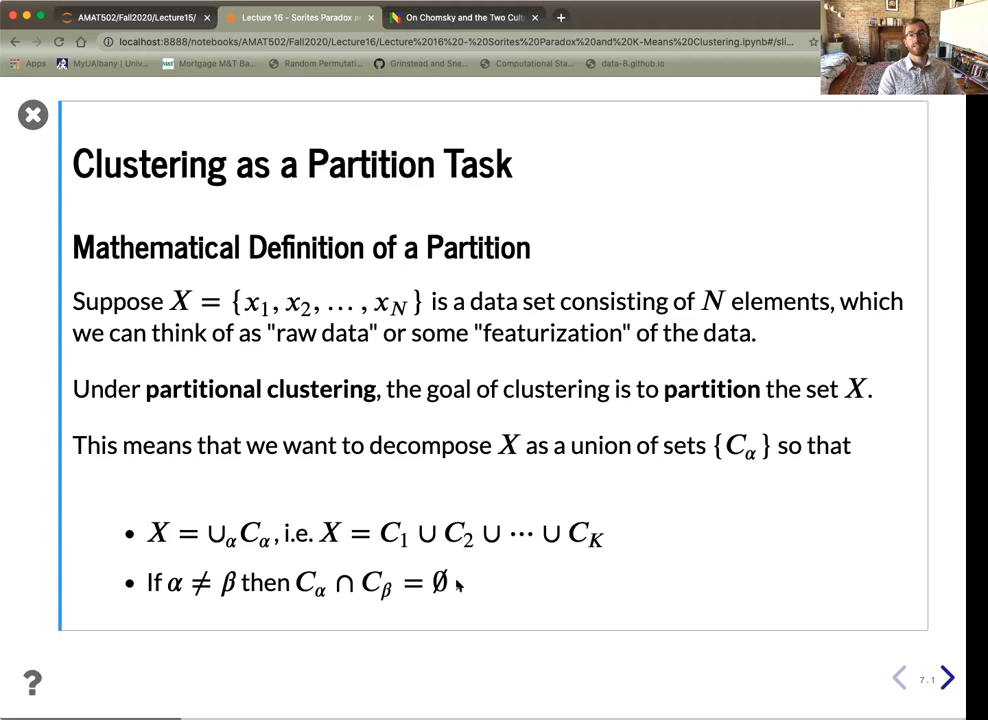 AMAT502/Fall2020/Lecture15/ ×
Lecture 16 - Sorites Paradox an ×
On Chomsky and the Two Cult ×
+
localhost:8888/notebooks/AMAT502/Fall2020/Lecture16/Lecture%2016%20-%20Sorites%20Paradox%20and%20K-Means%20Clustering.ipynb#/sli...
Apps
MyUAlbany | Univ...
Mortgage M&T Ba...
Random Permutati...
Grinstead and Sne...
Computational Sta...
data-8.github.io
Clustering as a Partition Task
Mathematical Definition of a Partition
Suppose X = {x₁, x₂, … , x_N} is a data set consisting of N elements, which
we can think of as "raw data" or some "featurization" of the data.
Under partitional clustering, the goal of clustering is to partition the set X.
This means that we want to decompose X as a union of sets {C_α} so that
• X = ∪_α C_α, i.e. X = C₁ ∪ C₂ ∪ ⋯ ∪ C_K
• If α ≠ β then C_α ∩ C_β = ∅
?
7.1